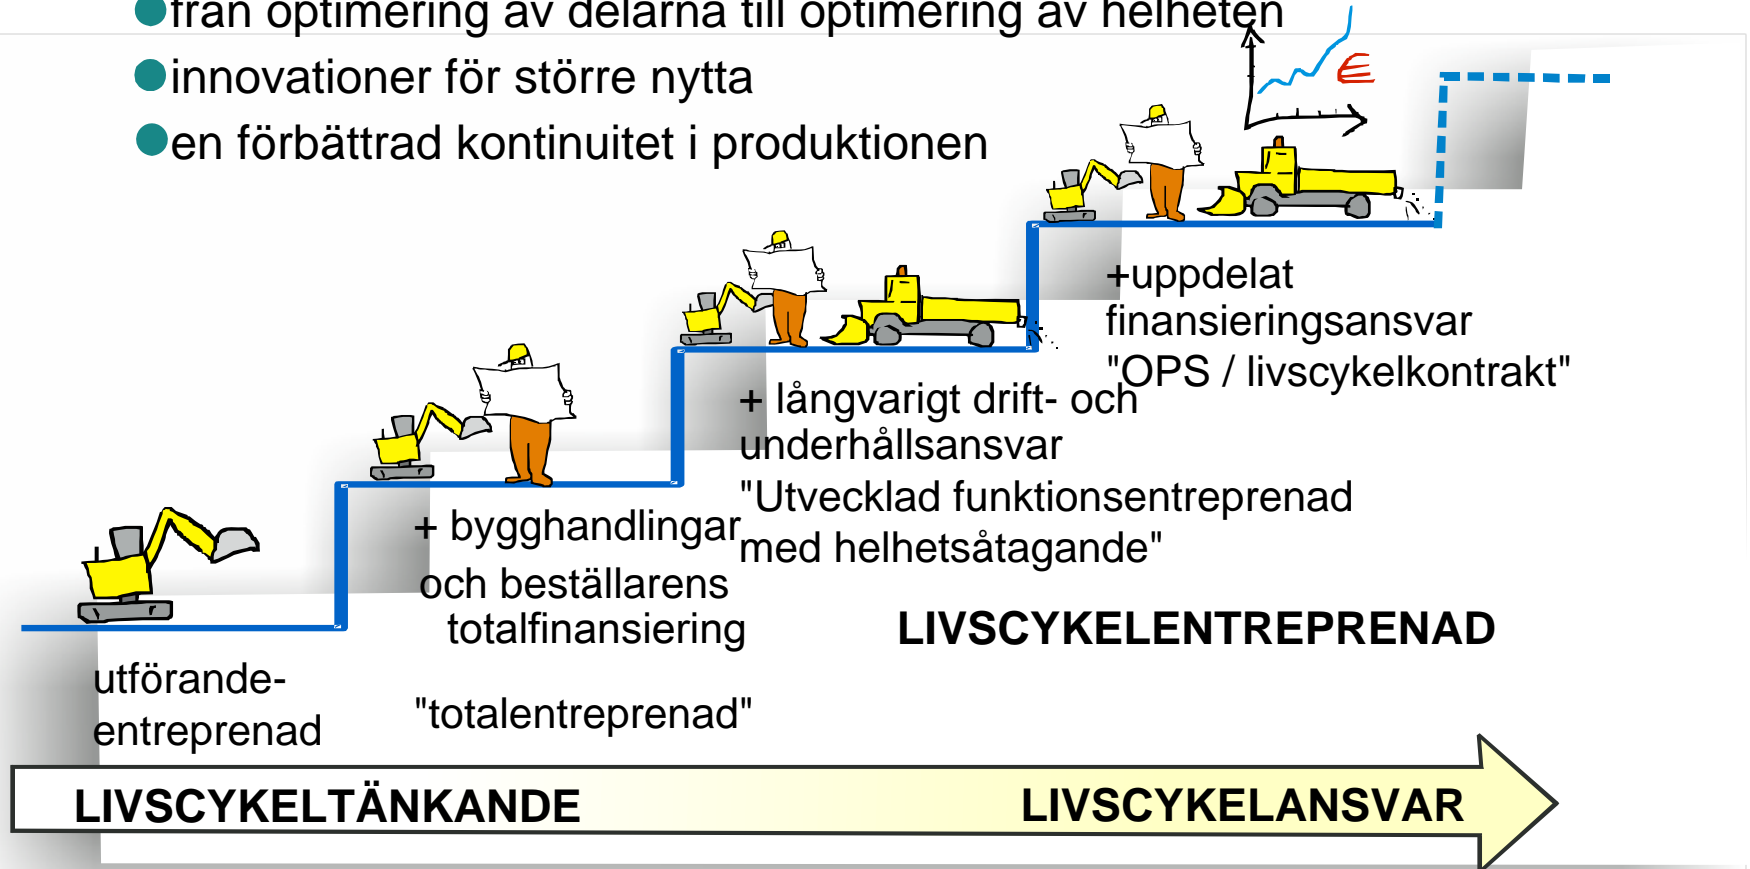 från optimering av delarna till optimering av helheten
innovationer för större nytta
en förbättrad kontinuitet i produktionen
€
+uppdelat
finansieringsansvar
"OPS / livscykelkontrakt"
+ långvarigt drift- och
underhållsansvar
"Utvecklad funktionsentreprenad
med helhetsåtagande"
+ bygghandlingar
och beställarens
totalfinansiering
"totalentreprenad"
utförande-
entreprenad
LIVSCYKELENTREPRENAD
LIVSCYKELTÄNKANDE
LIVSCYKELANSVAR